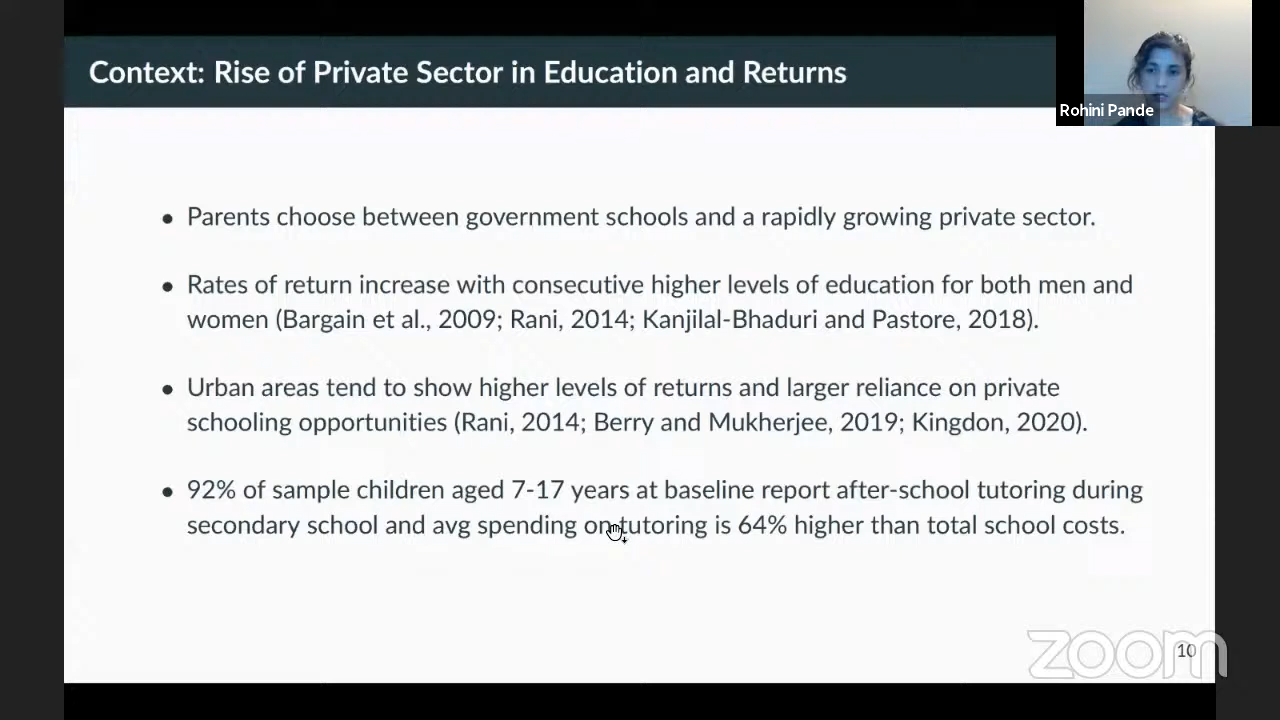 Context: Rise of Private Sector in Education and Returns
Rohini Pande
• Parents choose between government schools and a rapidly growing private sector.
• Rates of return increase with consecutive higher levels of education for both men and
women (Bargain et al., 2009; Rani, 2014; Kanjilal-Bhaduri and Pastore, 2018).
• Urban areas tend to show higher levels of returns and larger reliance on private
schooling opportunities (Rani, 2014; Berry and Mukherjee, 2019; Kingdon, 2020).
• 92% of sample children aged 7-17 years at baseline report after-school tutoring during
secondary school and avg spending on tutoring is 64% higher than total school costs.
zoom
10